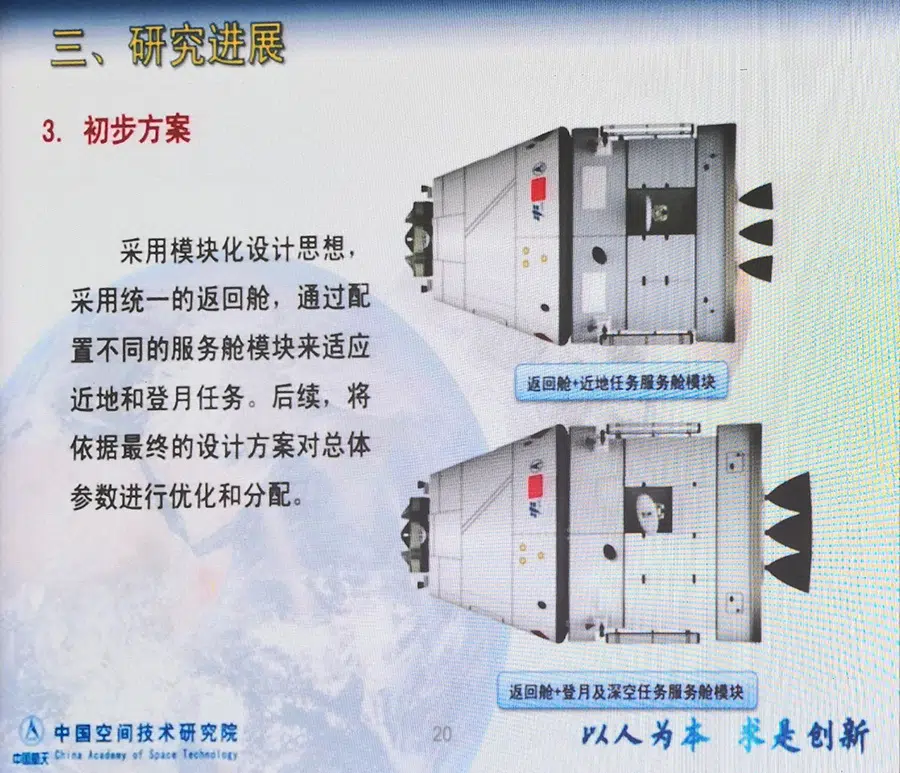 三、研究进展
3. 初步方案
采用模块化设计思想，
采用统一的返回舱，通过配
置不同的服务舱模块来适应
近地和登月任务。后续，将
依据最终的设计方案对总体
参数进行优化和分配。
返回舱+近地任务服务舱模块
返回舱+登月及深空任务服务舱模块
中国空间技术研究院
中国航天 China Academy of Space Technology
20
以人为本 求是创新